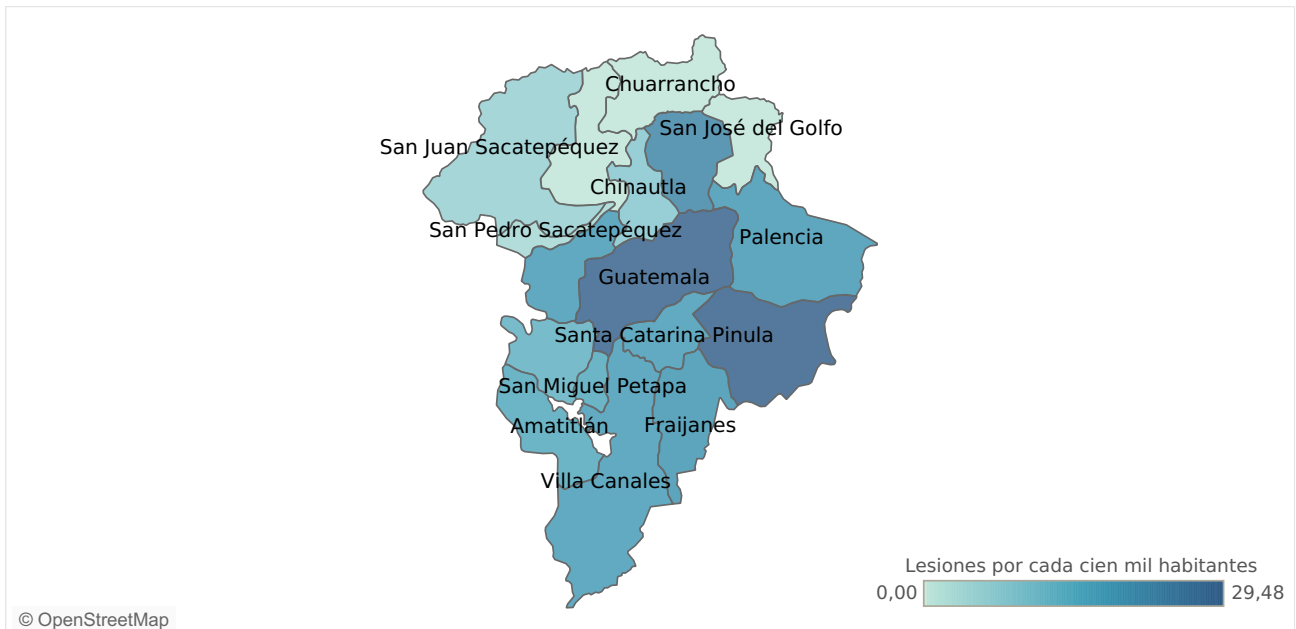 Chuarrancho
San José del Golfo
San Juan Sacatepéquez
Chinautla
San Pedro Sacatepéquez
Palencia
Guatemala
Santa Catarina Pinula
San Miguel Petapa
Amatitlán
Fraijanes
Villa Canales
Lesiones por cada cien mil habitantes
0,00
29,48
© OpenStreetMap